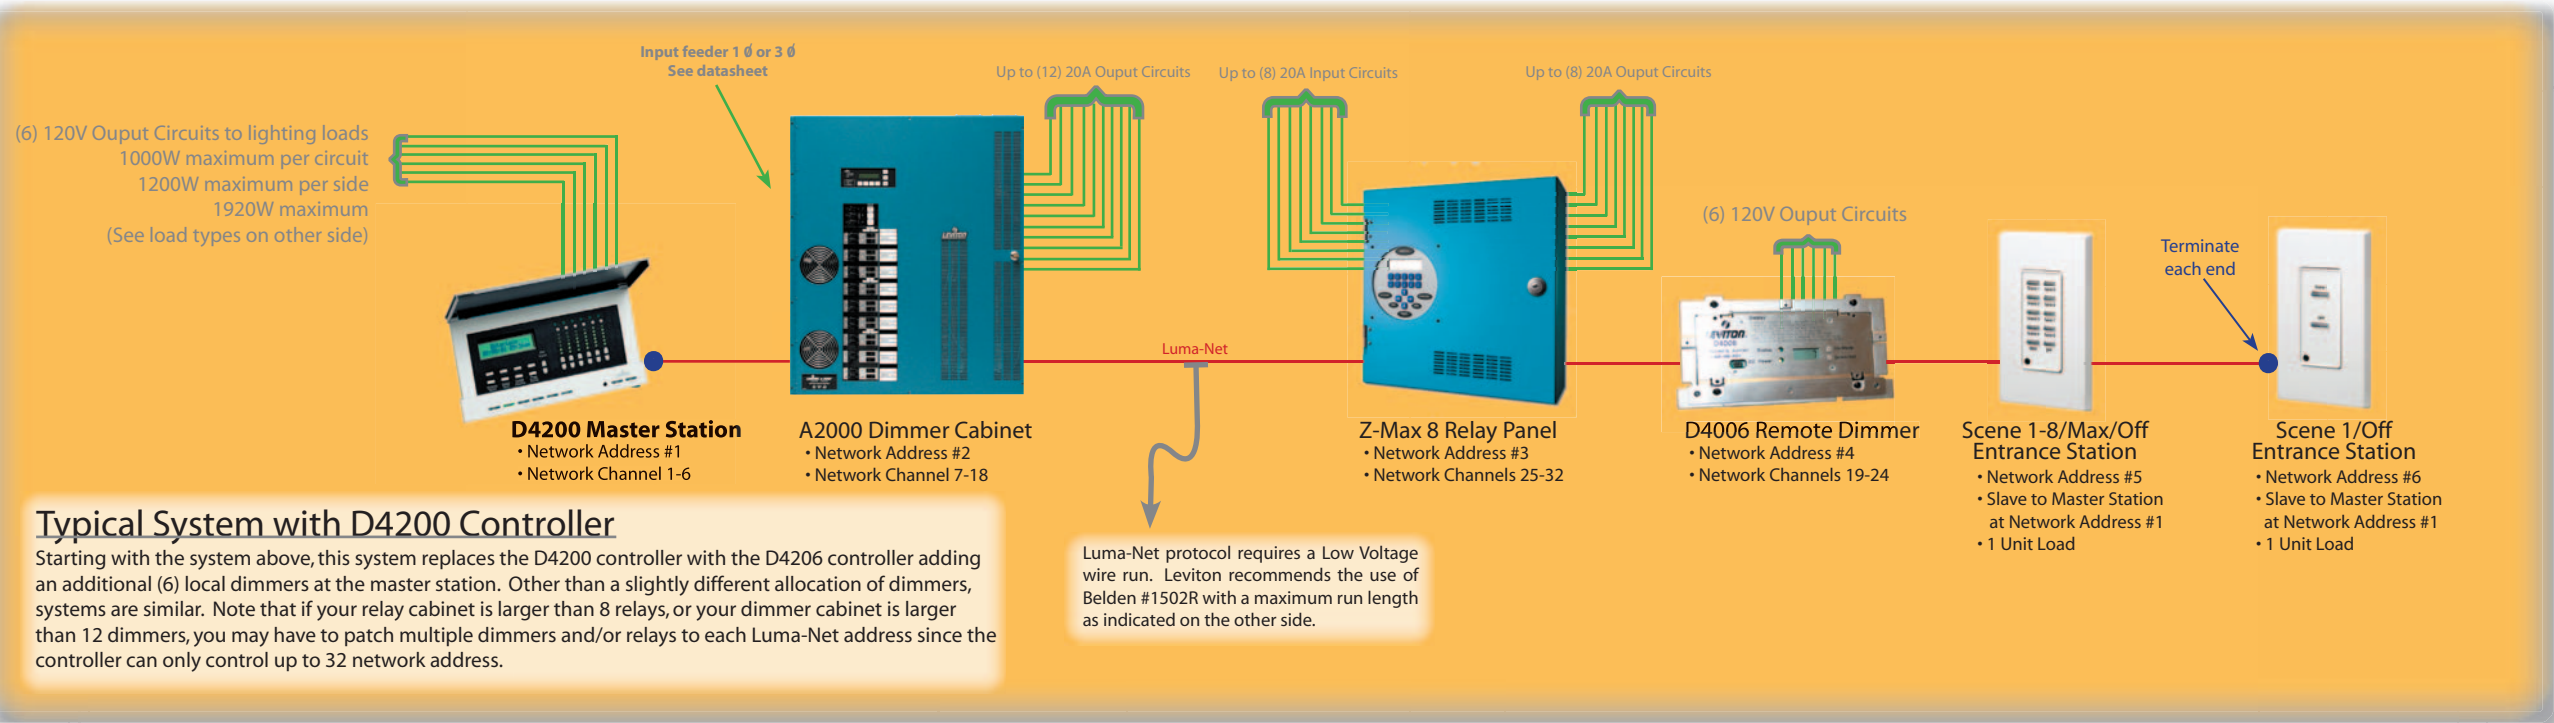 Input feeder 1 Ø or 3 Ø
See datasheet
Up to (12) 20A Ouput Circuits
Up to (8) 20A Input Circuits
Up to (8) 20A Ouput Circuits
(6) 120V Ouput Circuits to lighting loads
1000W maximum per circuit
1200W maximum per side
1920W maximum
(See load types on other side)
(6) 120V Ouput Circuits
Terminate
each end
LEVITON
LEVITON
D4006
Luma-Net
D4200 Master Station
• Network Address #1
• Network Channel 1-6
A2000 Dimmer Cabinet
• Network Address #2
• Network Channel 7-18
Z-Max 8 Relay Panel
• Network Address #3
• Network Channels 25-32
D4006 Remote Dimmer
• Network Address #4
• Network Channels 19-24
Scene 1-8/Max/Off
Entrance Station
• Network Address #5
• Slave to Master Station
at Network Address #1
• 1 Unit Load
Scene 1/Off
Entrance Station
• Network Address #6
• Slave to Master Station
at Network Address #1
• 1 Unit Load
Typical System with D4200 Controller
Starting with the system above, this system replaces the D4200 controller with the D4206 controller adding
an additional (6) local dimmers at the master station. Other than a slightly different allocation of dimmers,
systems are similar. Note that if your relay cabinet is larger than 8 relays, or your dimmer cabinet is larger
than 12 dimmers, you may have to patch multiple dimmers and/or relays to each Luma-Net address since the
controller can only control up to 32 network address.
Luma-Net protocol requires a Low Voltage
wire run. Leviton recommends the use of
Belden #1502R with a maximum run length
as indicated on the other side.